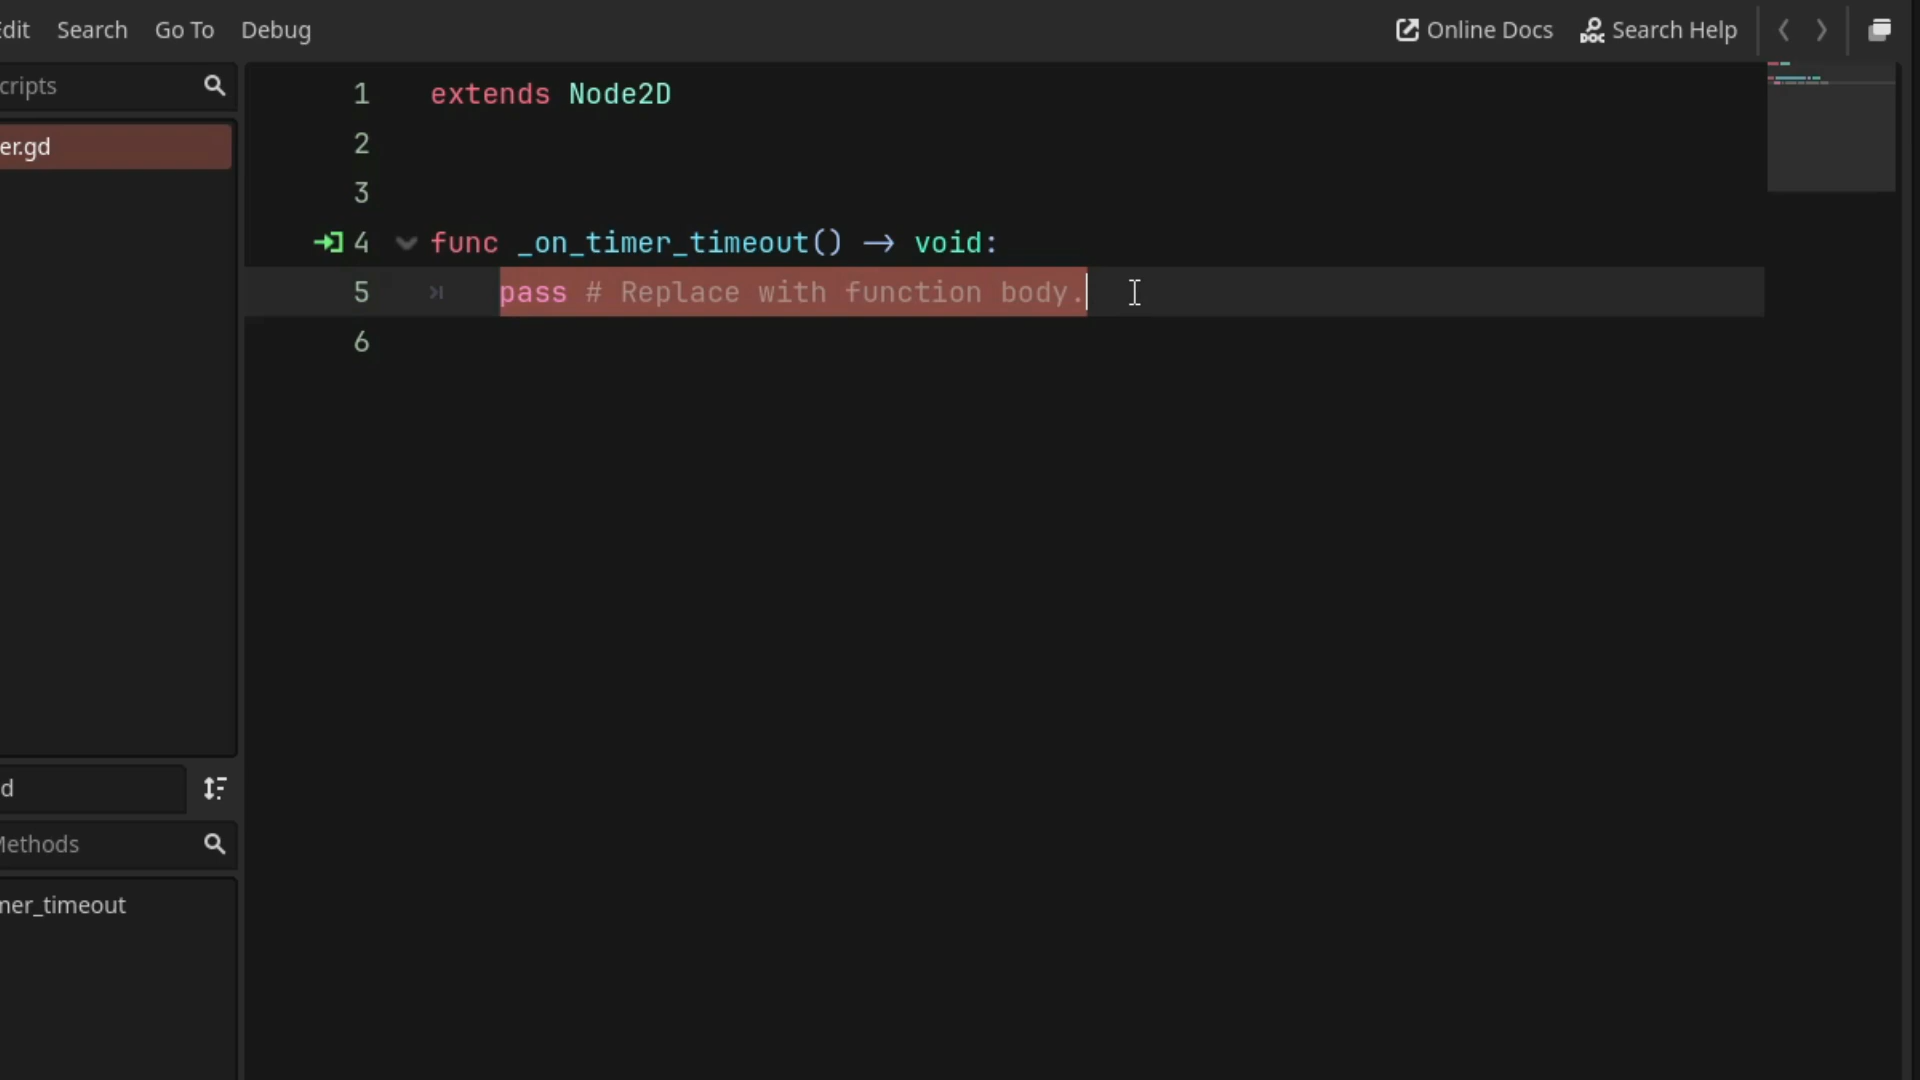 Edit Search Go To Debug Online Docs Search Help
cripts
er.gd
1 extends Node2D
2
3
4 func _on_timer_timeout() -> void:
5 pass # Replace with function body.
6
d
Methods
mer_timeout